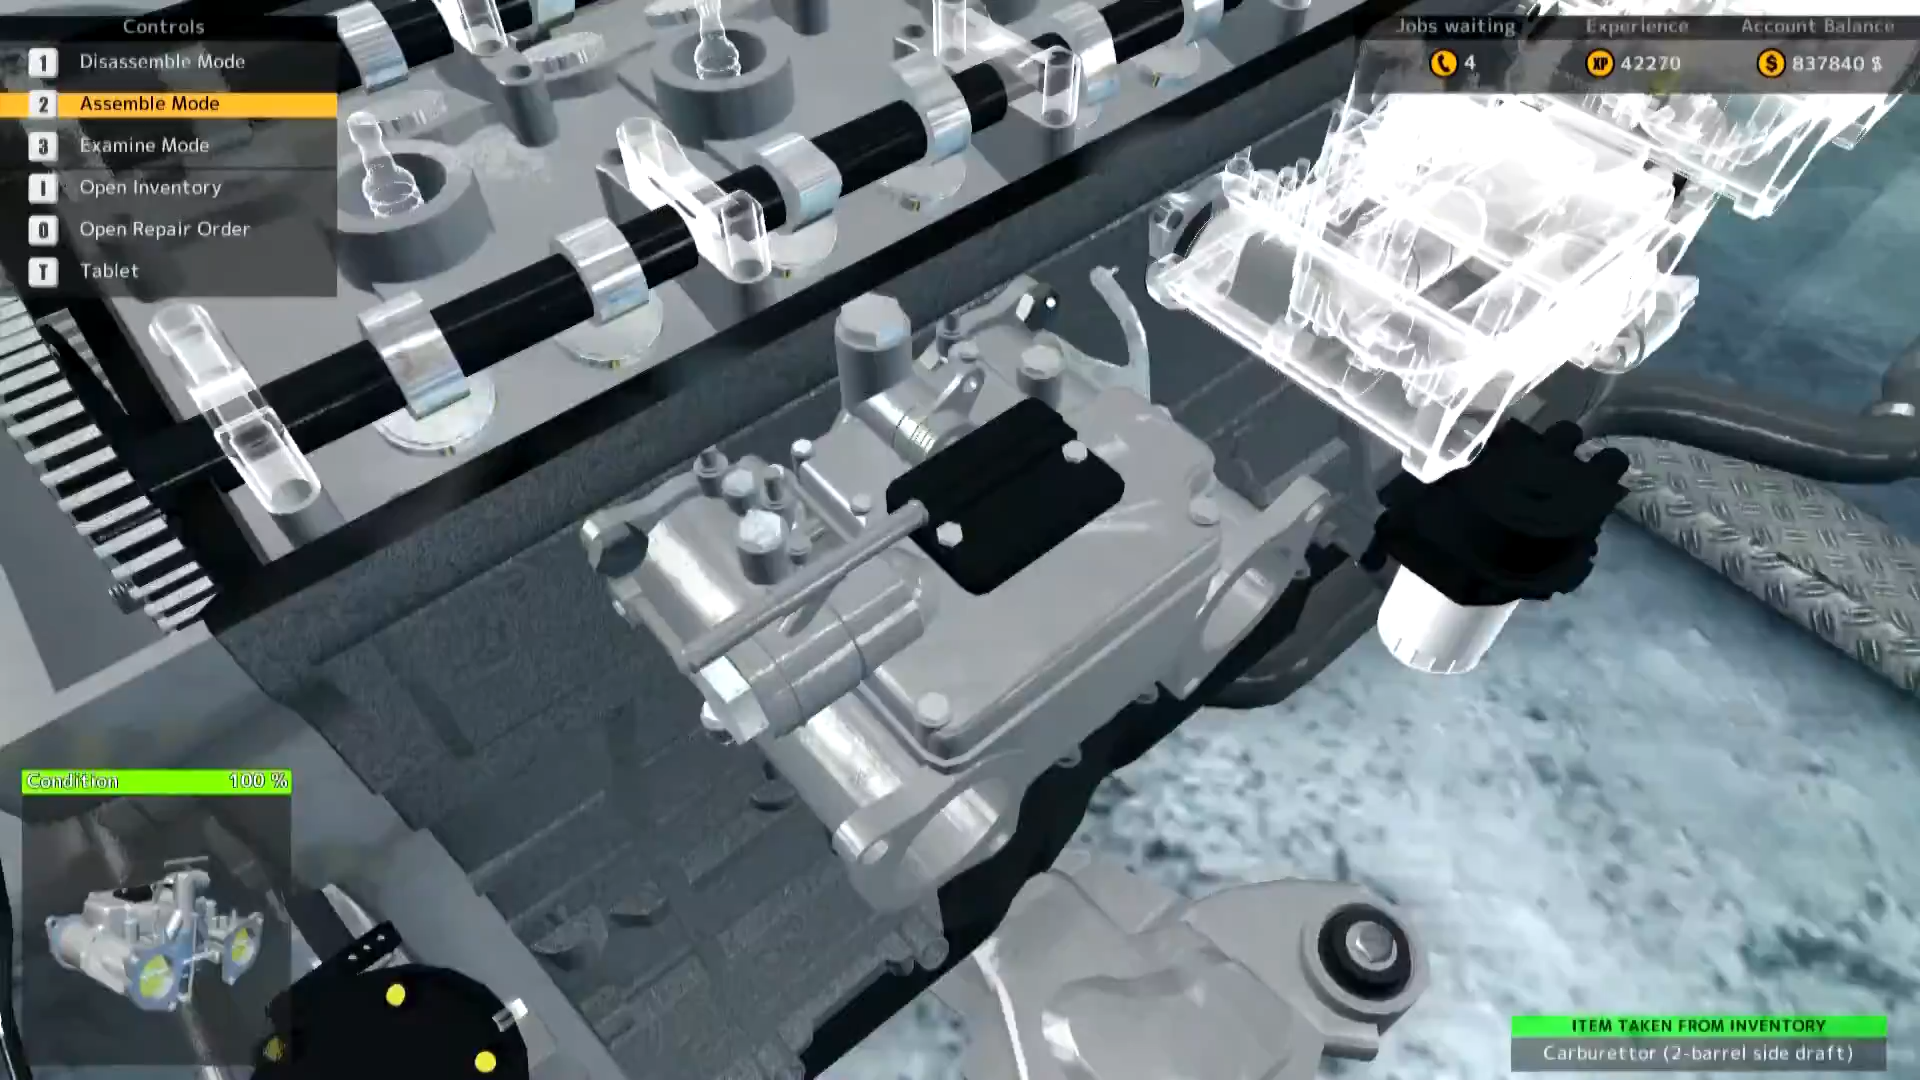 Controls
1 Disassemble Mode
2 Assemble Mode
3 Examine Mode
I Open Inventory
O Open Repair Order
T Tablet
Jobs waiting
4
Experience
XP 42270
Account Balance
$ 837840 $
Condition 100 %
ITEM TAKEN FROM INVENTORY
Carburettor (2-barrel side draft)